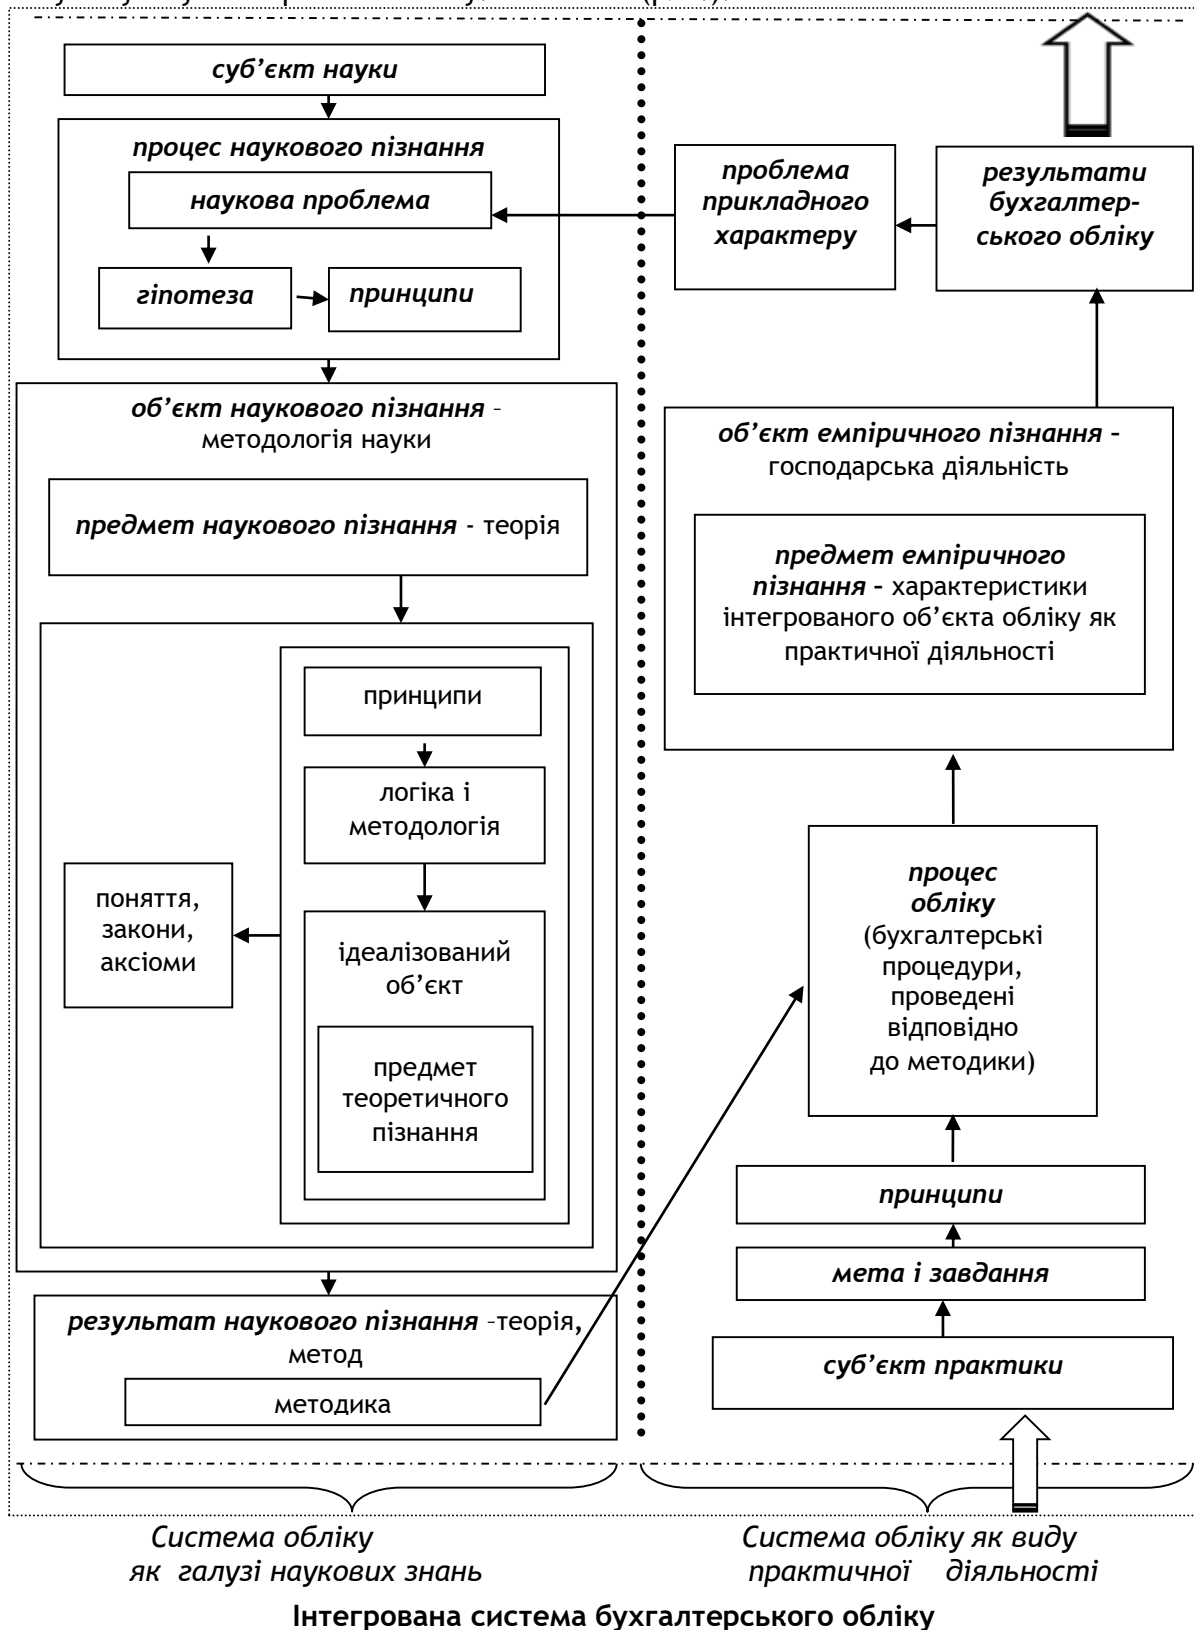 суб’єкт науки
процес наукового пізнання
наукова проблема
гіпотеза
принципи
об’єкт наукового пізнання –
методологія науки
предмет наукового пізнання - теорія
принципи
логіка і
методологія
поняття,
закони,
аксіоми
ідеалізований
об’єкт
предмет
теоретичного
пізнання
результат наукового пізнання –теорія,
метод
методика
проблема
прикладного
характеру
результати
бухгалтер-
ського обліку
об’єкт емпіричного пізнання –
господарська діяльність
предмет емпіричного
пізнання – характеристики
інтегрованого об’єкта обліку як
практичної діяльності
процес
обліку
(бухгалтерські
процедури,
проведені
відповідно
до методики)
принципи
мета і завдання
суб’єкт практики
Система обліку
як галузі наукових знань
Система обліку як виду
практичної діяльності
Інтегрована система бухгалтерського обліку